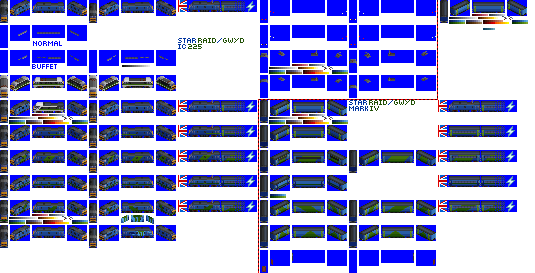 STARRAID/GWYD
IC225
NORMAL
BUFFET
STARRAID/GWYD
MARKIV